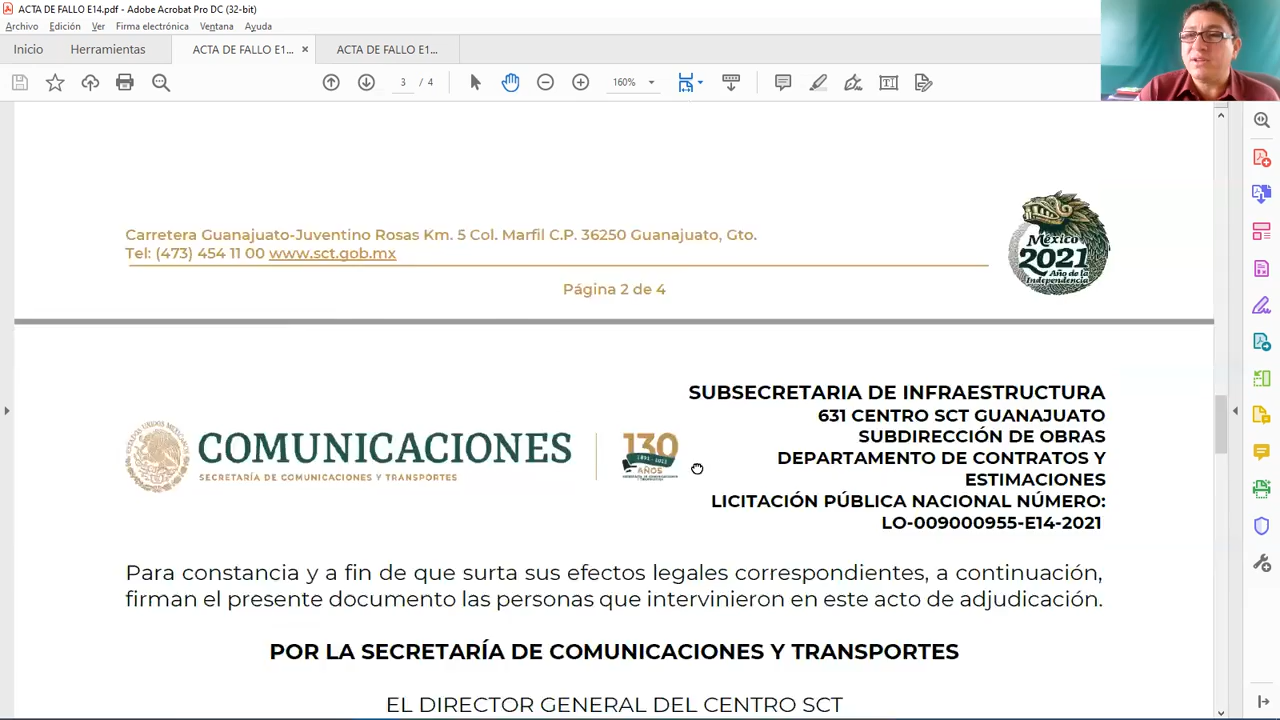 ACTA DE FALLO E14.pdf - Adobe Acrobat Pro DC (32-bit)
Archivo Edición Ver Firma electrónica Ventana Ayuda
Inicio Herramientas ACTA DE FALLO E1... × ACTA DE FALLO E1...
3 / 4 160%
Carretera Guanajuato-Juventino Rosas Km. 5 Col. Marfil C.P. 36250 Guanajuato, Gto.
Tel: (473) 454 11 00 www.sct.gob.mx
México
2021
Año de la
Independencia
Página 2 de 4
SUBSECRETARIA DE INFRAESTRUCTURA
631 CENTRO SCT GUANAJUATO
SUBDIRECCIÓN DE OBRAS
DEPARTAMENTO DE CONTRATOS Y
ESTIMACIONES
LICITACIÓN PÚBLICA NACIONAL NÚMERO:
LO-009000955-E14-2021
COMUNICACIONES
SECRETARÍA DE COMUNICACIONES Y TRANSPORTES
130
AÑOS
Para constancia y a fin de que surta sus efectos legales correspondientes, a continuación,
firman el presente documento las personas que intervinieron en este acto de adjudicación.
POR LA SECRETARÍA DE COMUNICACIONES Y TRANSPORTES
EL DIRECTOR GENERAL DEL CENTRO SCT